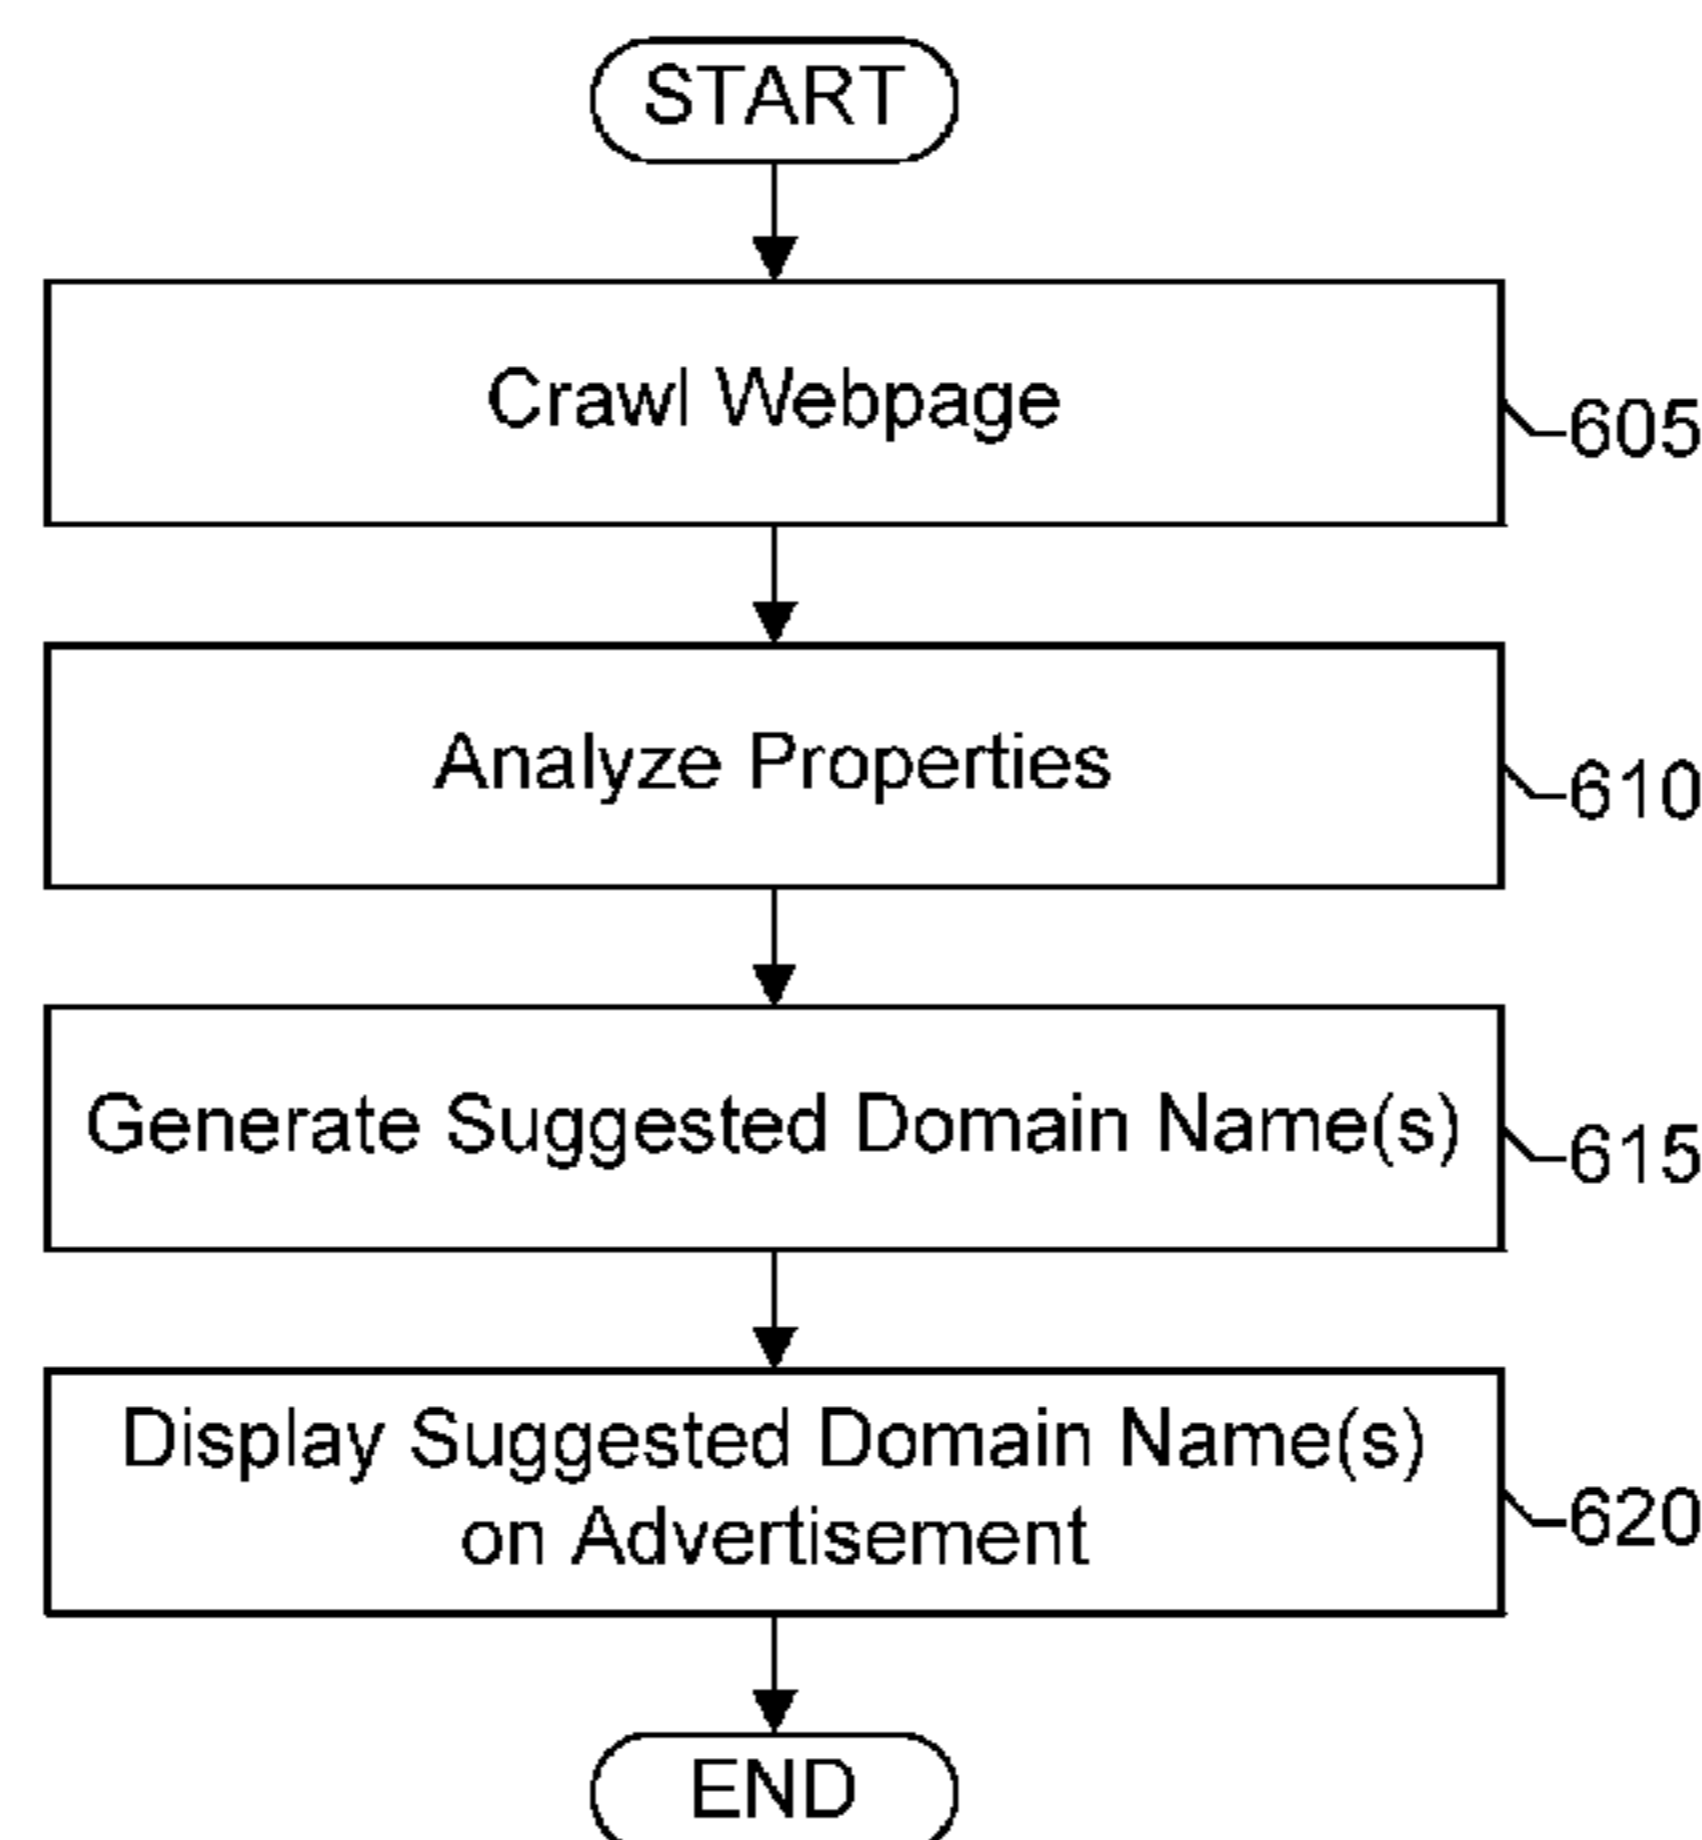 START
Crawl Webpage
605
Analyze Properties
610
Generate Suggested Domain Name(s)
615
Display Suggested Domain Name(s)
on Advertisement
620
END